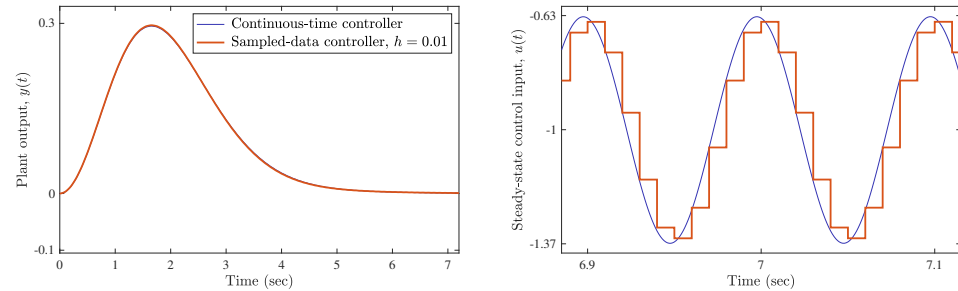 0.3
0
-0.1
Plant output, y(t)
Continuous-time controller
Sampled-data controller, h = 0.01
0 1 2 3 4 5 6 7
Time (sec)
-0.63
-1
-1.37
Steady-state control input, u(t)
6.9 7 7.1
Time (sec)